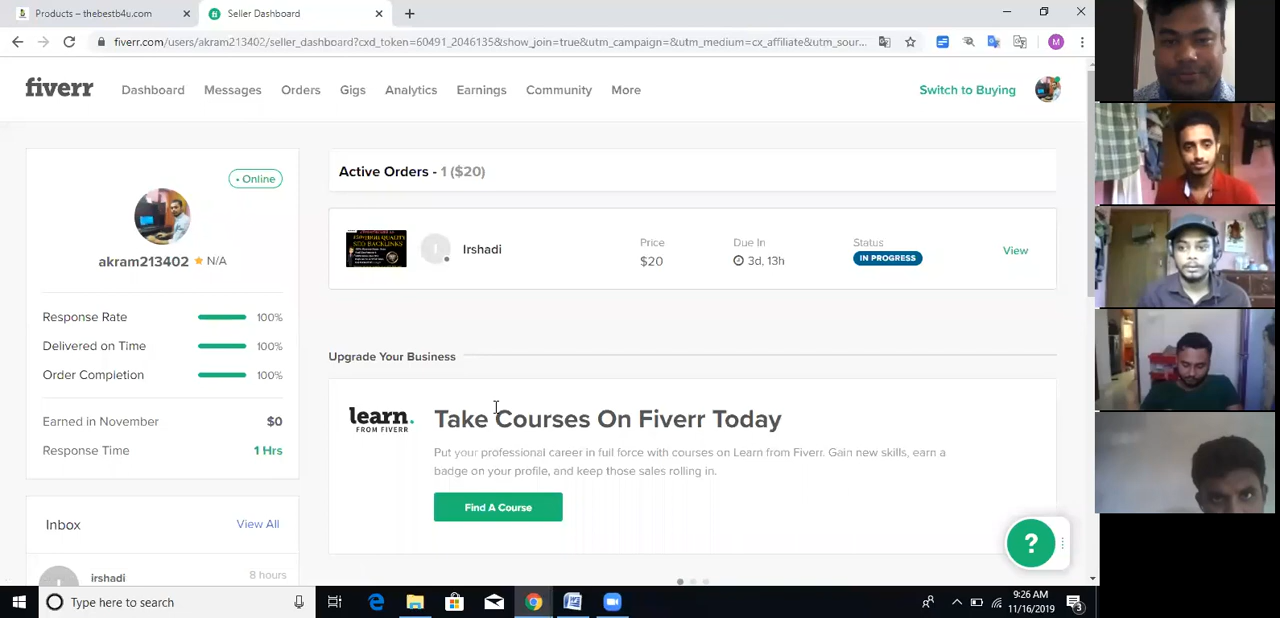 Products – thebestb4u.com
Seller Dashboard
fiverr.com/users/akram213402/seller_dashboard?cxd_token=60491_2046135&show_join=true&utm_campaign=&utm_medium=cx_affiliate&utm_sour...
M
fiverr
Dashboard
Messages
Orders
Gigs
Analytics
Earnings
Community
More
Switch to Buying
• Online
akram213402 ★ N/A
Response Rate 100%
Delivered on Time 100%
Order Completion 100%
Earned in November $0
Response Time 1 Hrs
Inbox View All
irshadi 8 hours
Active Orders - 1 ($20)
HIGH QUALITY
SEO BACKLINKS
I
Irshadi
Price
$20
Due In
3d, 13h
Status
IN PROGRESS
View
Upgrade Your Business
learn.
FROM FIVERR
Take Courses On Fiverr Today
Put your professional career in full force with courses on Learn from Fiverr. Gain new skills, earn a
badge on your profile, and keep those sales rolling in.
Find A Course
?
Type here to search
9:26 AM
11/16/2019
3